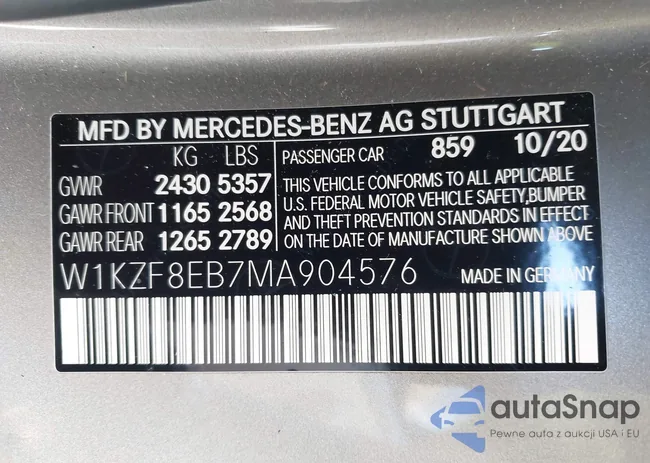 MFD BY MERCEDES-BENZ AG STUTTGART
KG LBS
PASSENGER CAR 859 10/20
GVWR 2430 5357
GAWR FRONT 1165 2568
GAWR REAR 1265 2789
THIS VEHICLE CONFORMS TO ALL APPLICABLE
U.S. FEDERAL MOTOR VEHICLE SAFETY, BUMPER
AND THEFT PREVENTION STANDARDS IN EFFECT
ON THE DATE OF MANUFACTURE SHOWN ABOVE.
W1KZF8EB7MA904576
MADE IN GERMANY
autaSnap
Pewne auta z aukcji USA i EU